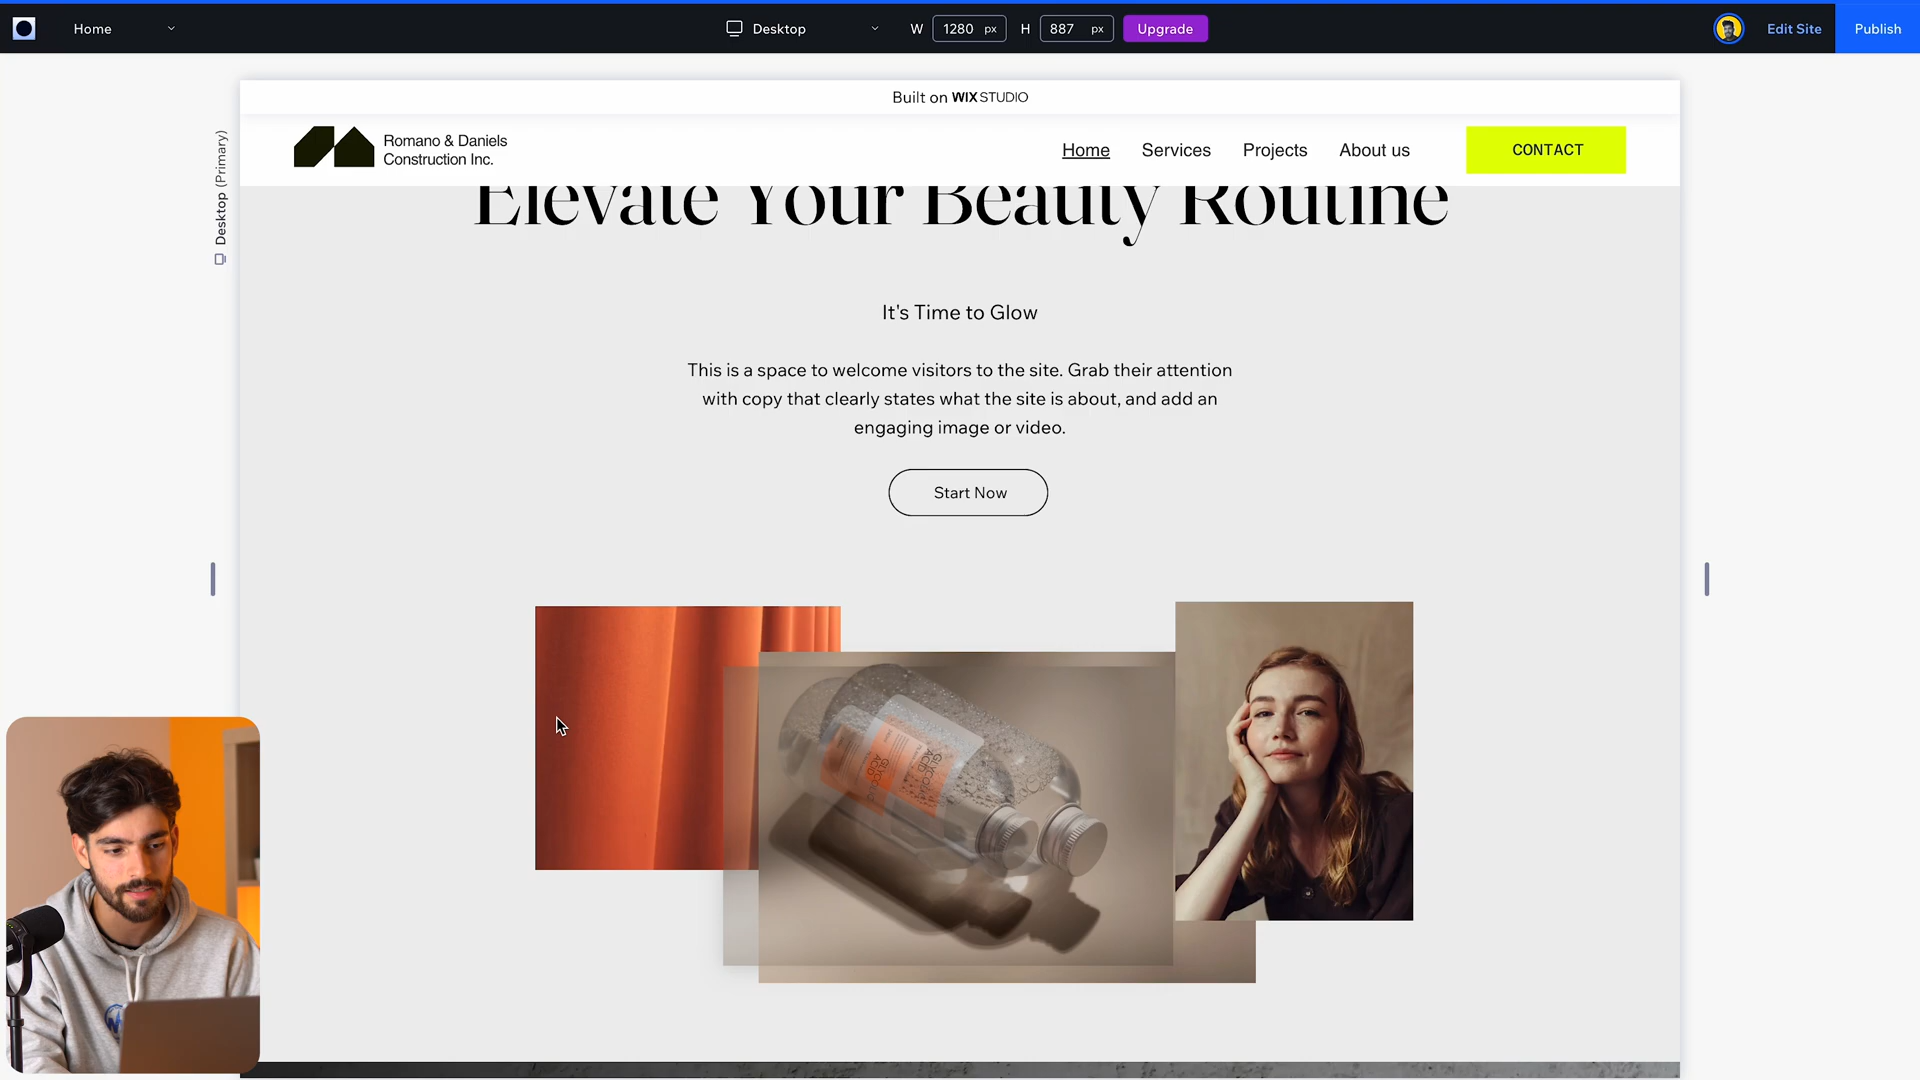 Home
Desktop
W 1280 px H 887 px
Upgrade
Edit Site
Publish
Desktop (Primary)
Built on WIX STUDIO
Romano & Daniels
Construction Inc.
Home
Services
Projects
About us
CONTACT
Elevate Your Beauty Routine
It's Time to Glow
This is a space to welcome visitors to the site. Grab their attention
with copy that clearly states what the site is about, and add an
engaging image or video.
Start Now